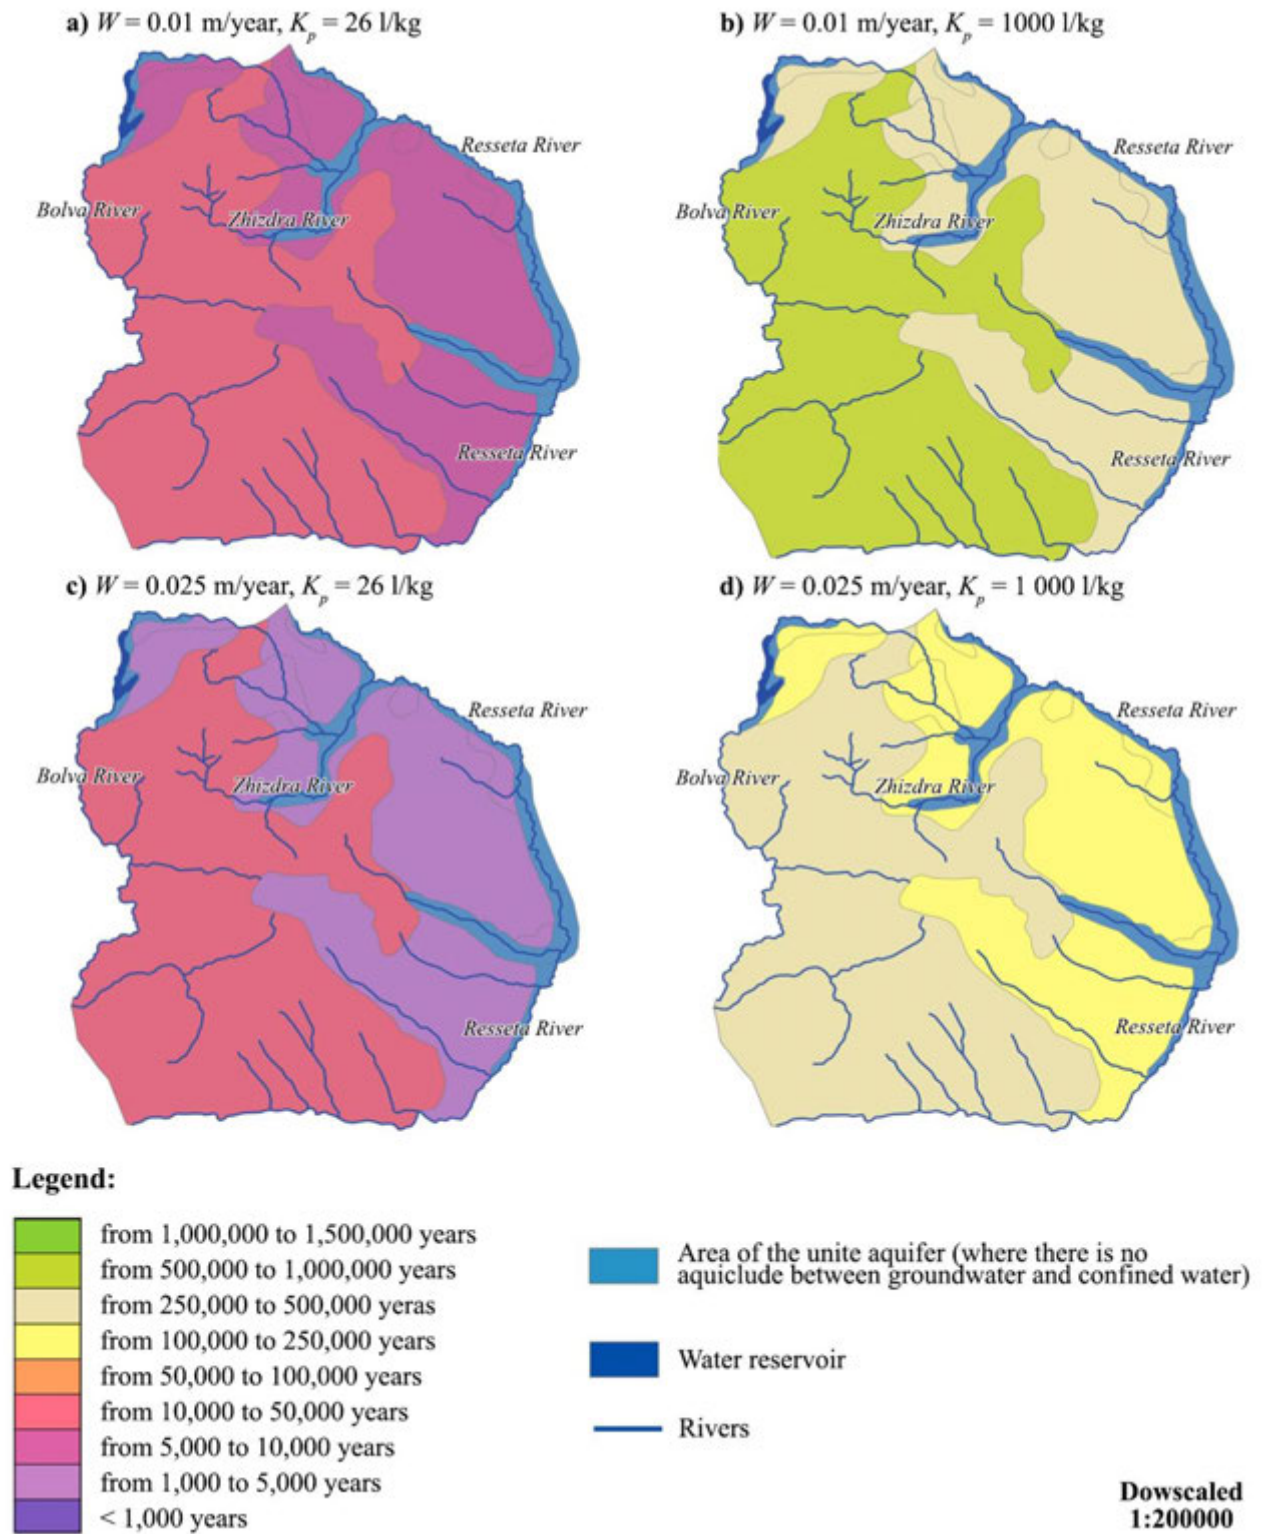 a) W = 0.01 m/year, Kp = 26 l/kg
b) W = 0.01 m/year, Kp = 1000 l/kg
Resseta River
Bolva River
Zhizdra River
Resseta River
Resseta River
Bolva River
Zhizdra River
Resseta River
c) W = 0.025 m/year, Kp = 26 l/kg
d) W = 0.025 m/year, Kp = 1 000 l/kg
Resseta River
Bolva River
Zhizdra River
Resseta River
Resseta River
Bolva River
Zhizdra River
Resseta River
Legend:
from 1,000,000 to 1,500,000 years
from 500,000 to 1,000,000 years
from 250,000 to 500,000 yeras
from 100,000 to 250,000 years
from 50,000 to 100,000 years
from 10,000 to 50,000 years
from 5,000 to 10,000 years
from 1,000 to 5,000 years
< 1,000 years
Area of the unite aquifer (where there is no
aquiclude between groundwater and confined water)
Water reservoir
Rivers
Dowscaled
1:200000